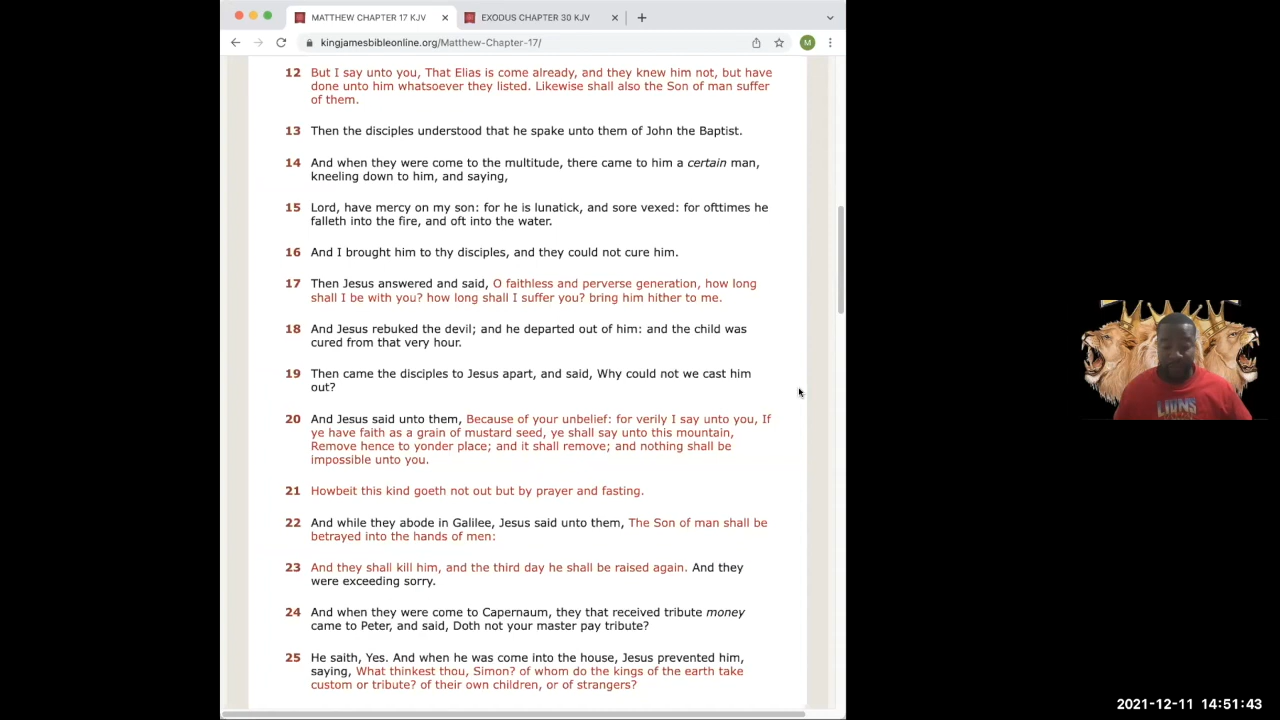 MATTHEW CHAPTER 17 KJV
EXODUS CHAPTER 30 KJV
kingjamesbibleonline.org/Matthew-Chapter-17/
M
12 But I say unto you, That Elias is come already, and they knew him not, but have
done unto him whatsoever they listed. Likewise shall also the Son of man suffer
of them.
13 Then the disciples understood that he spake unto them of John the Baptist.
14 And when they were come to the multitude, there came to him a certain man,
kneeling down to him, and saying,
15 Lord, have mercy on my son: for he is lunatick, and sore vexed: for ofttimes he
falleth into the fire, and oft into the water.
16 And I brought him to thy disciples, and they could not cure him.
17 Then Jesus answered and said, O faithless and perverse generation, how long
shall I be with you? how long shall I suffer you? bring him hither to me.
18 And Jesus rebuked the devil; and he departed out of him: and the child was
cured from that very hour.
19 Then came the disciples to Jesus apart, and said, Why could not we cast him
out?
20 And Jesus said unto them, Because of your unbelief: for verily I say unto you, If
ye have faith as a grain of mustard seed, ye shall say unto this mountain,
Remove hence to yonder place; and it shall remove; and nothing shall be
impossible unto you.
21 Howbeit this kind goeth not out but by prayer and fasting.
22 And while they abode in Galilee, Jesus said unto them, The Son of man shall be
betrayed into the hands of men:
23 And they shall kill him, and the third day he shall be raised again. And they
were exceeding sorry.
24 And when they were come to Capernaum, they that received tribute money
came to Peter, and said, Doth not your master pay tribute?
25 He saith, Yes. And when he was come into the house, Jesus prevented him,
saying, What thinkest thou, Simon? of whom do the kings of the earth take
custom or tribute? of their own children, or of strangers?
LIONS
2021-12-11 14:51:43